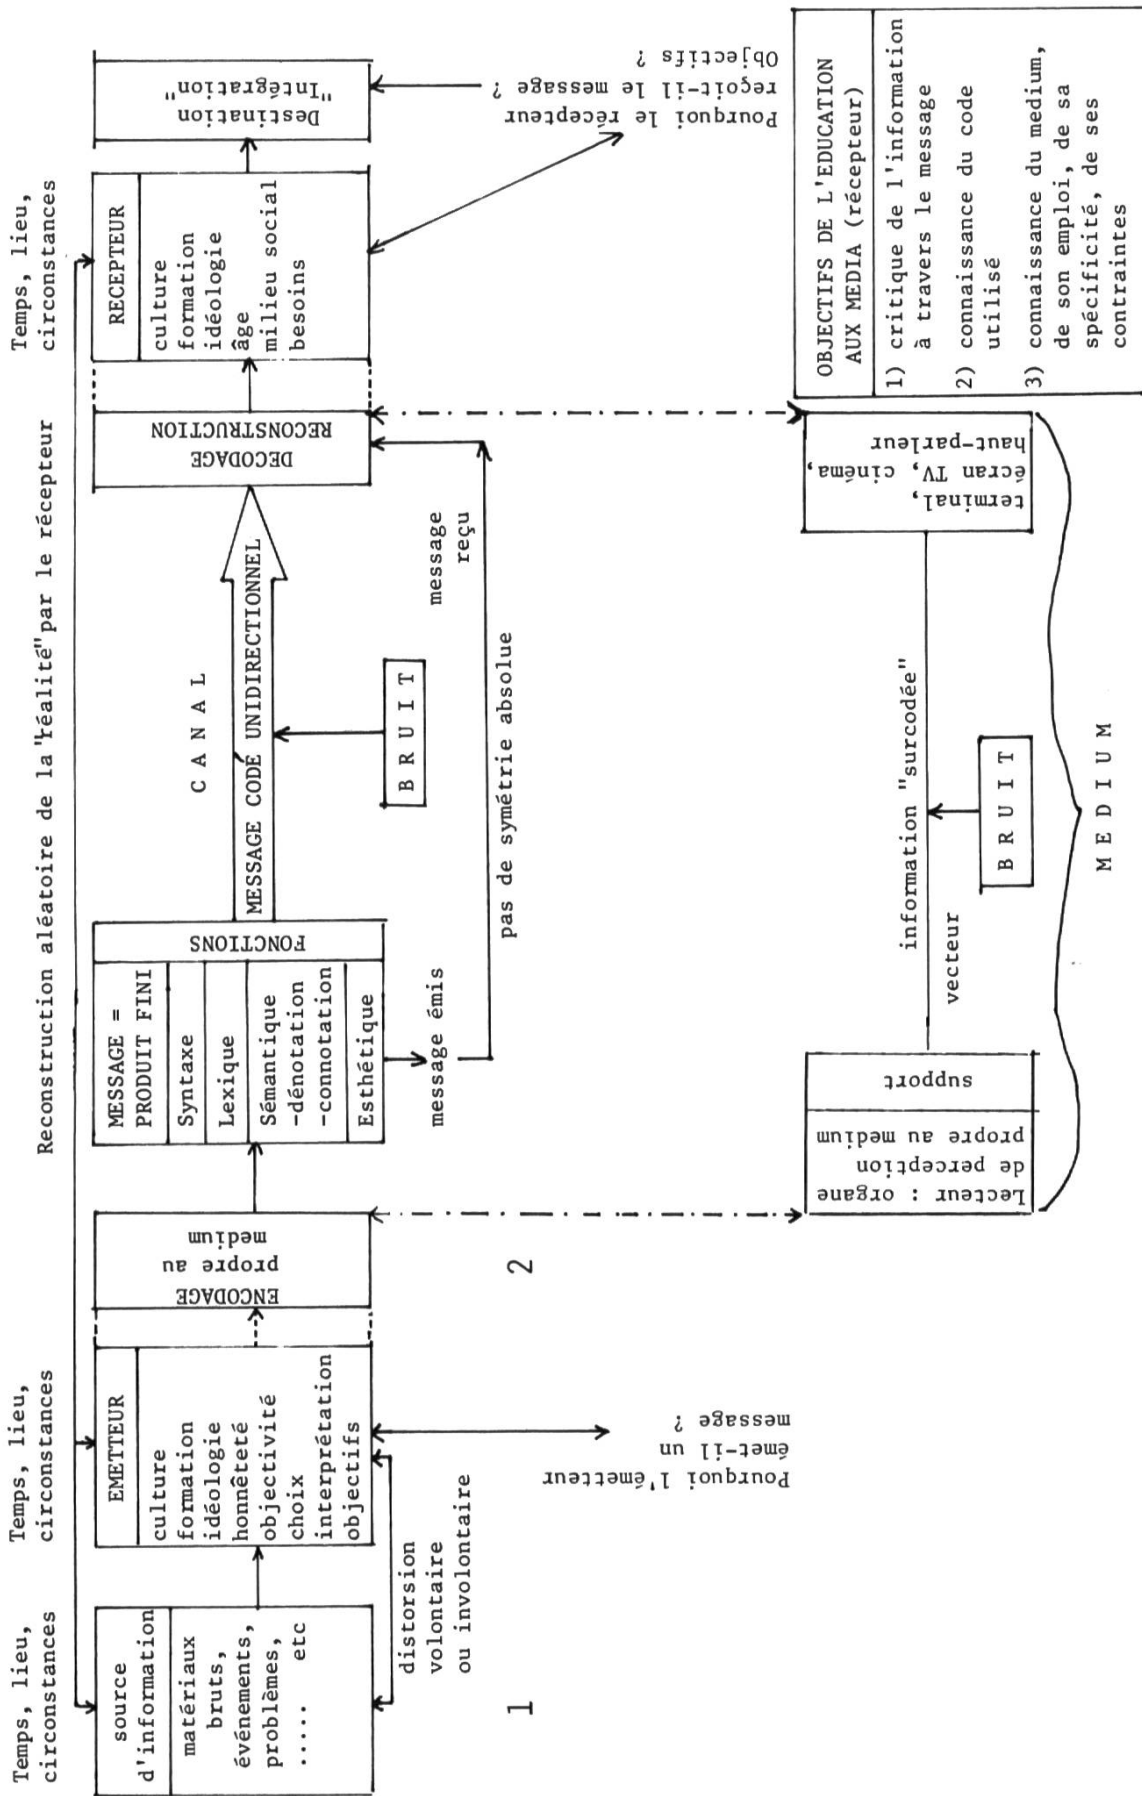 Temps, lieu,
circonstances
Temps, lieu,
circonstances
Reconstruction aléatoire de la "réalité" par le récepteur
Temps, lieu,
circonstances
source
d'information
matériaux
bruts,
événements,
problèmes,
..... etc
EMETTEUR
culture
formation
idéologie
honnêteté
objectivité
choix
interprétation
objectifs
ENCODAGE
propre au
medium
MESSAGE =
PRODUIT FINI
Syntaxe
Lexique
Sémantique
-dénotation
-connotation
Esthétique
FONCTIONS
C A N A L
MESSAGE CODÉ UNIDIRECTIONNEL
B R U I T
DECODAGE
RECONSTRUCTION
RECEPTEUR
culture
formation
idéologie
âge
milieu social
besoins
Destination
"Intégration"
distorsion
volontaire
ou involontaire
message émis
pas de symétrie absolue
message
reçu
1
2
Pourquoi l'émetteur
émet-il un
message ?
Pourquoi le récepteur
reçoit-il le message ?
Objectifs ?
Lecteur : organe
de perception
propre au medium
support
information "surcodée"
vecteur
B R U I T
terminal,
écran TV, cinéma,
haut-parleur
M E D I U M
OBJECTIFS DE L'EDUCATION
AUX MEDIA (récepteur)
1) critique de l'information
à travers le message
2) connaissance du code
utilisé
3) connaissance du medium,
de son emploi, de sa
spécificité, de ses
contraintes